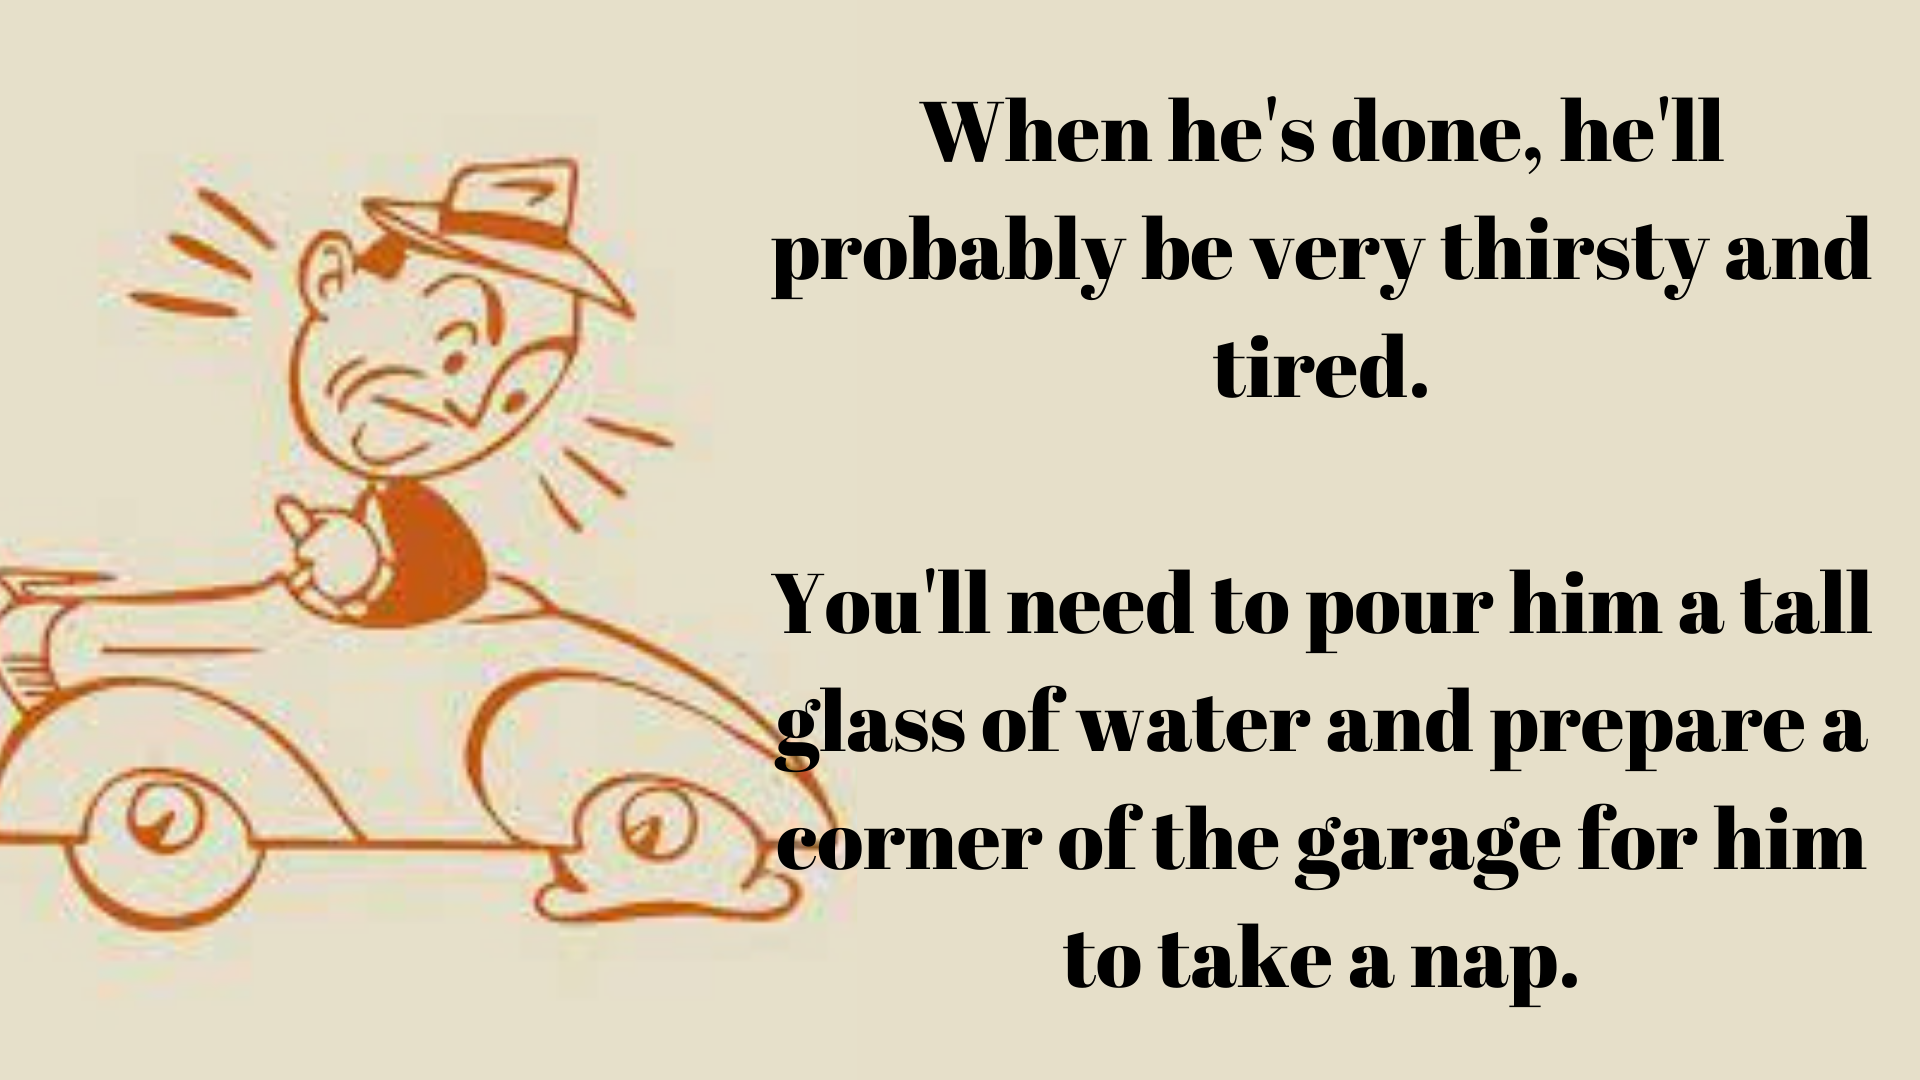 When he's done, he'll
probably be very thirsty and
tired.
You'll need to pour him a tall
glass of water and prepare a
corner of the garage for him
to take a nap.